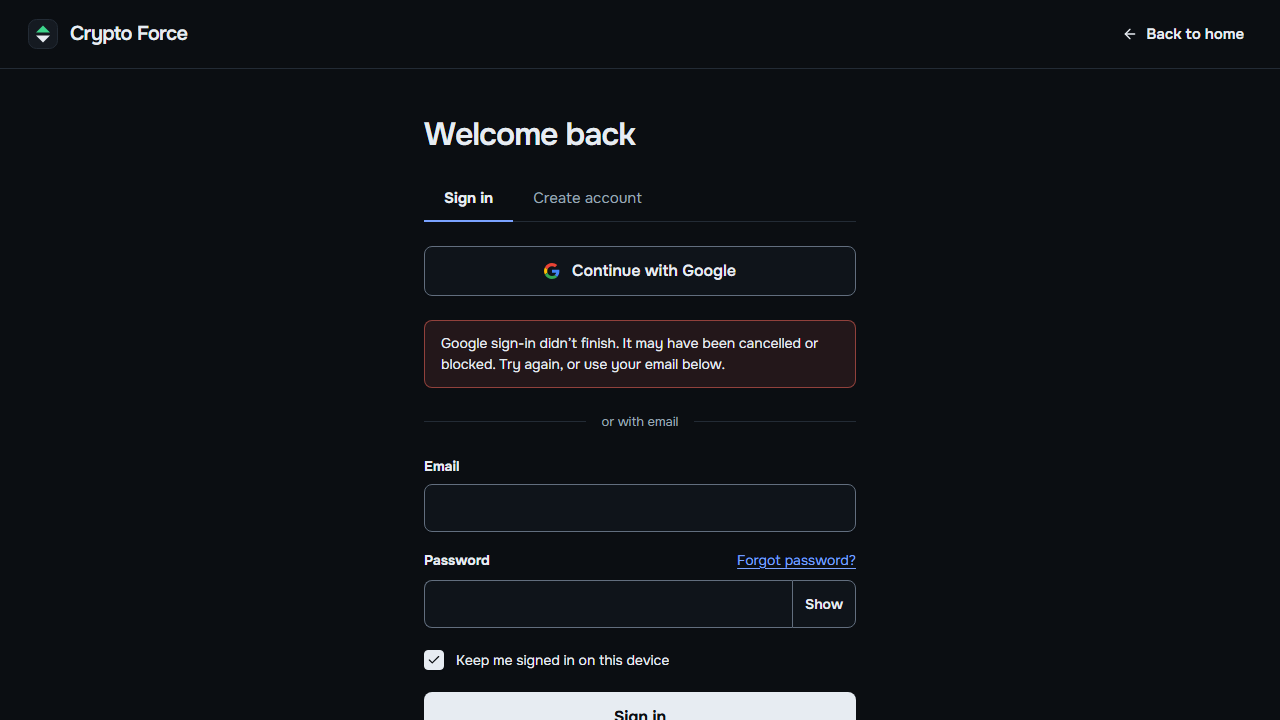 Crypto Force
Back to home
Welcome back
Sign in
Create account
Continue with Google
Google sign-in didn’t finish. It may have been cancelled or
blocked. Try again, or use your email below.
or with email
Email
Password
Forgot password?
Show
Keep me signed in on this device
Sign in